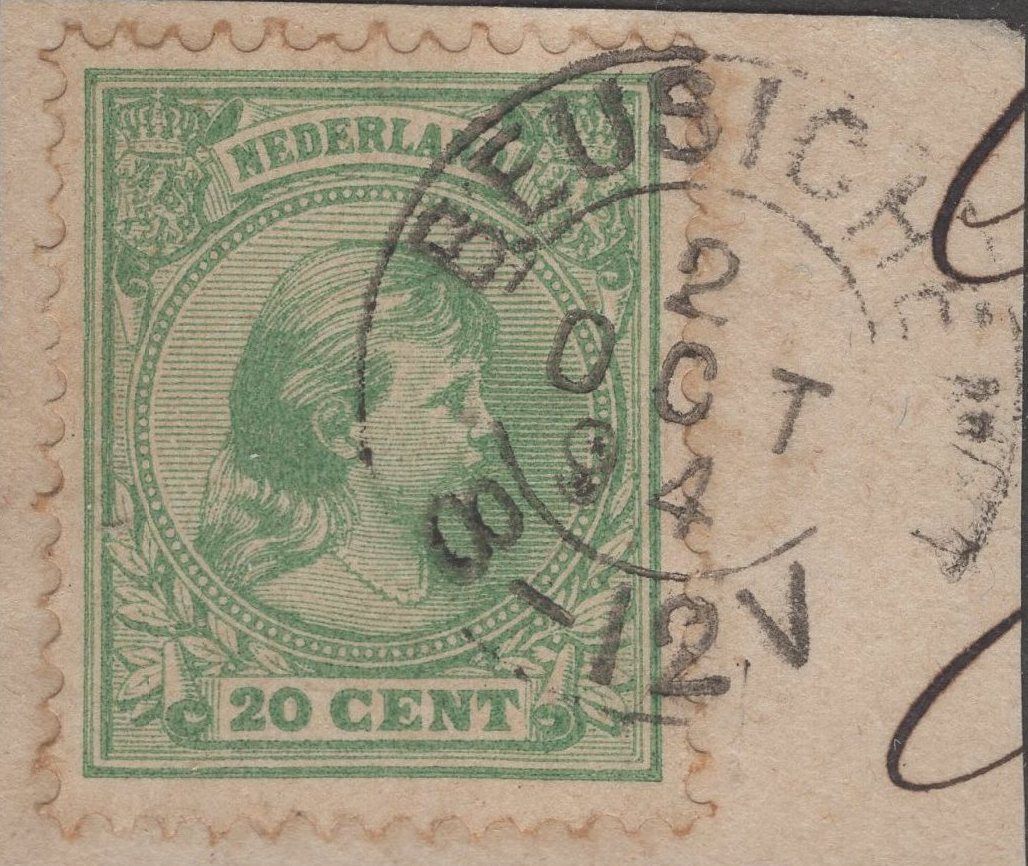 NEDERLAND
BEUSICHEM
2
OCT
94
8-12V
20 CENT